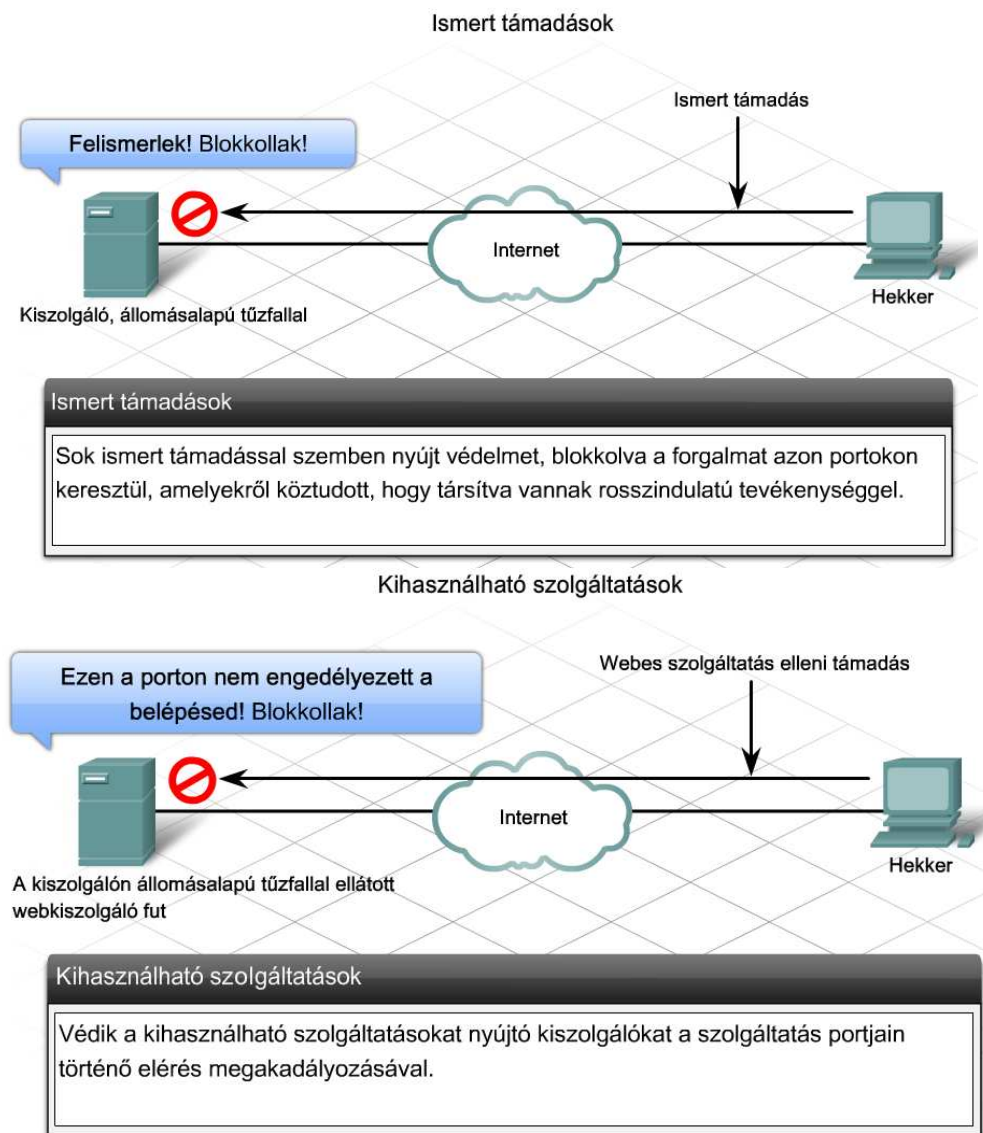 Ismert támadások
Ismert támadás
Felismerlek! Blokkollak!
Internet
Hekker
Kiszolgáló, állomásalapú tűzfallal
Ismert támadások
Sok ismert támadással szemben nyújt védelmet, blokkolva a forgalmat azon portokon
keresztül, amelyekről köztudott, hogy társítva vannak rosszindulatú tevékenységgel.
Kihasználható szolgáltatások
Webes szolgáltatás elleni támadás
Ezen a porton nem engedélyezett a
belépésed! Blokkollak!
Internet
Hekker
A kiszolgálón állomásalapú tűzfallal ellátott
webkiszolgáló fut
Kihasználható szolgáltatások
Védik a kihasználható szolgáltatásokat nyújtó kiszolgálókat a szolgáltatás portjain
történő elérés megakadályozásával.